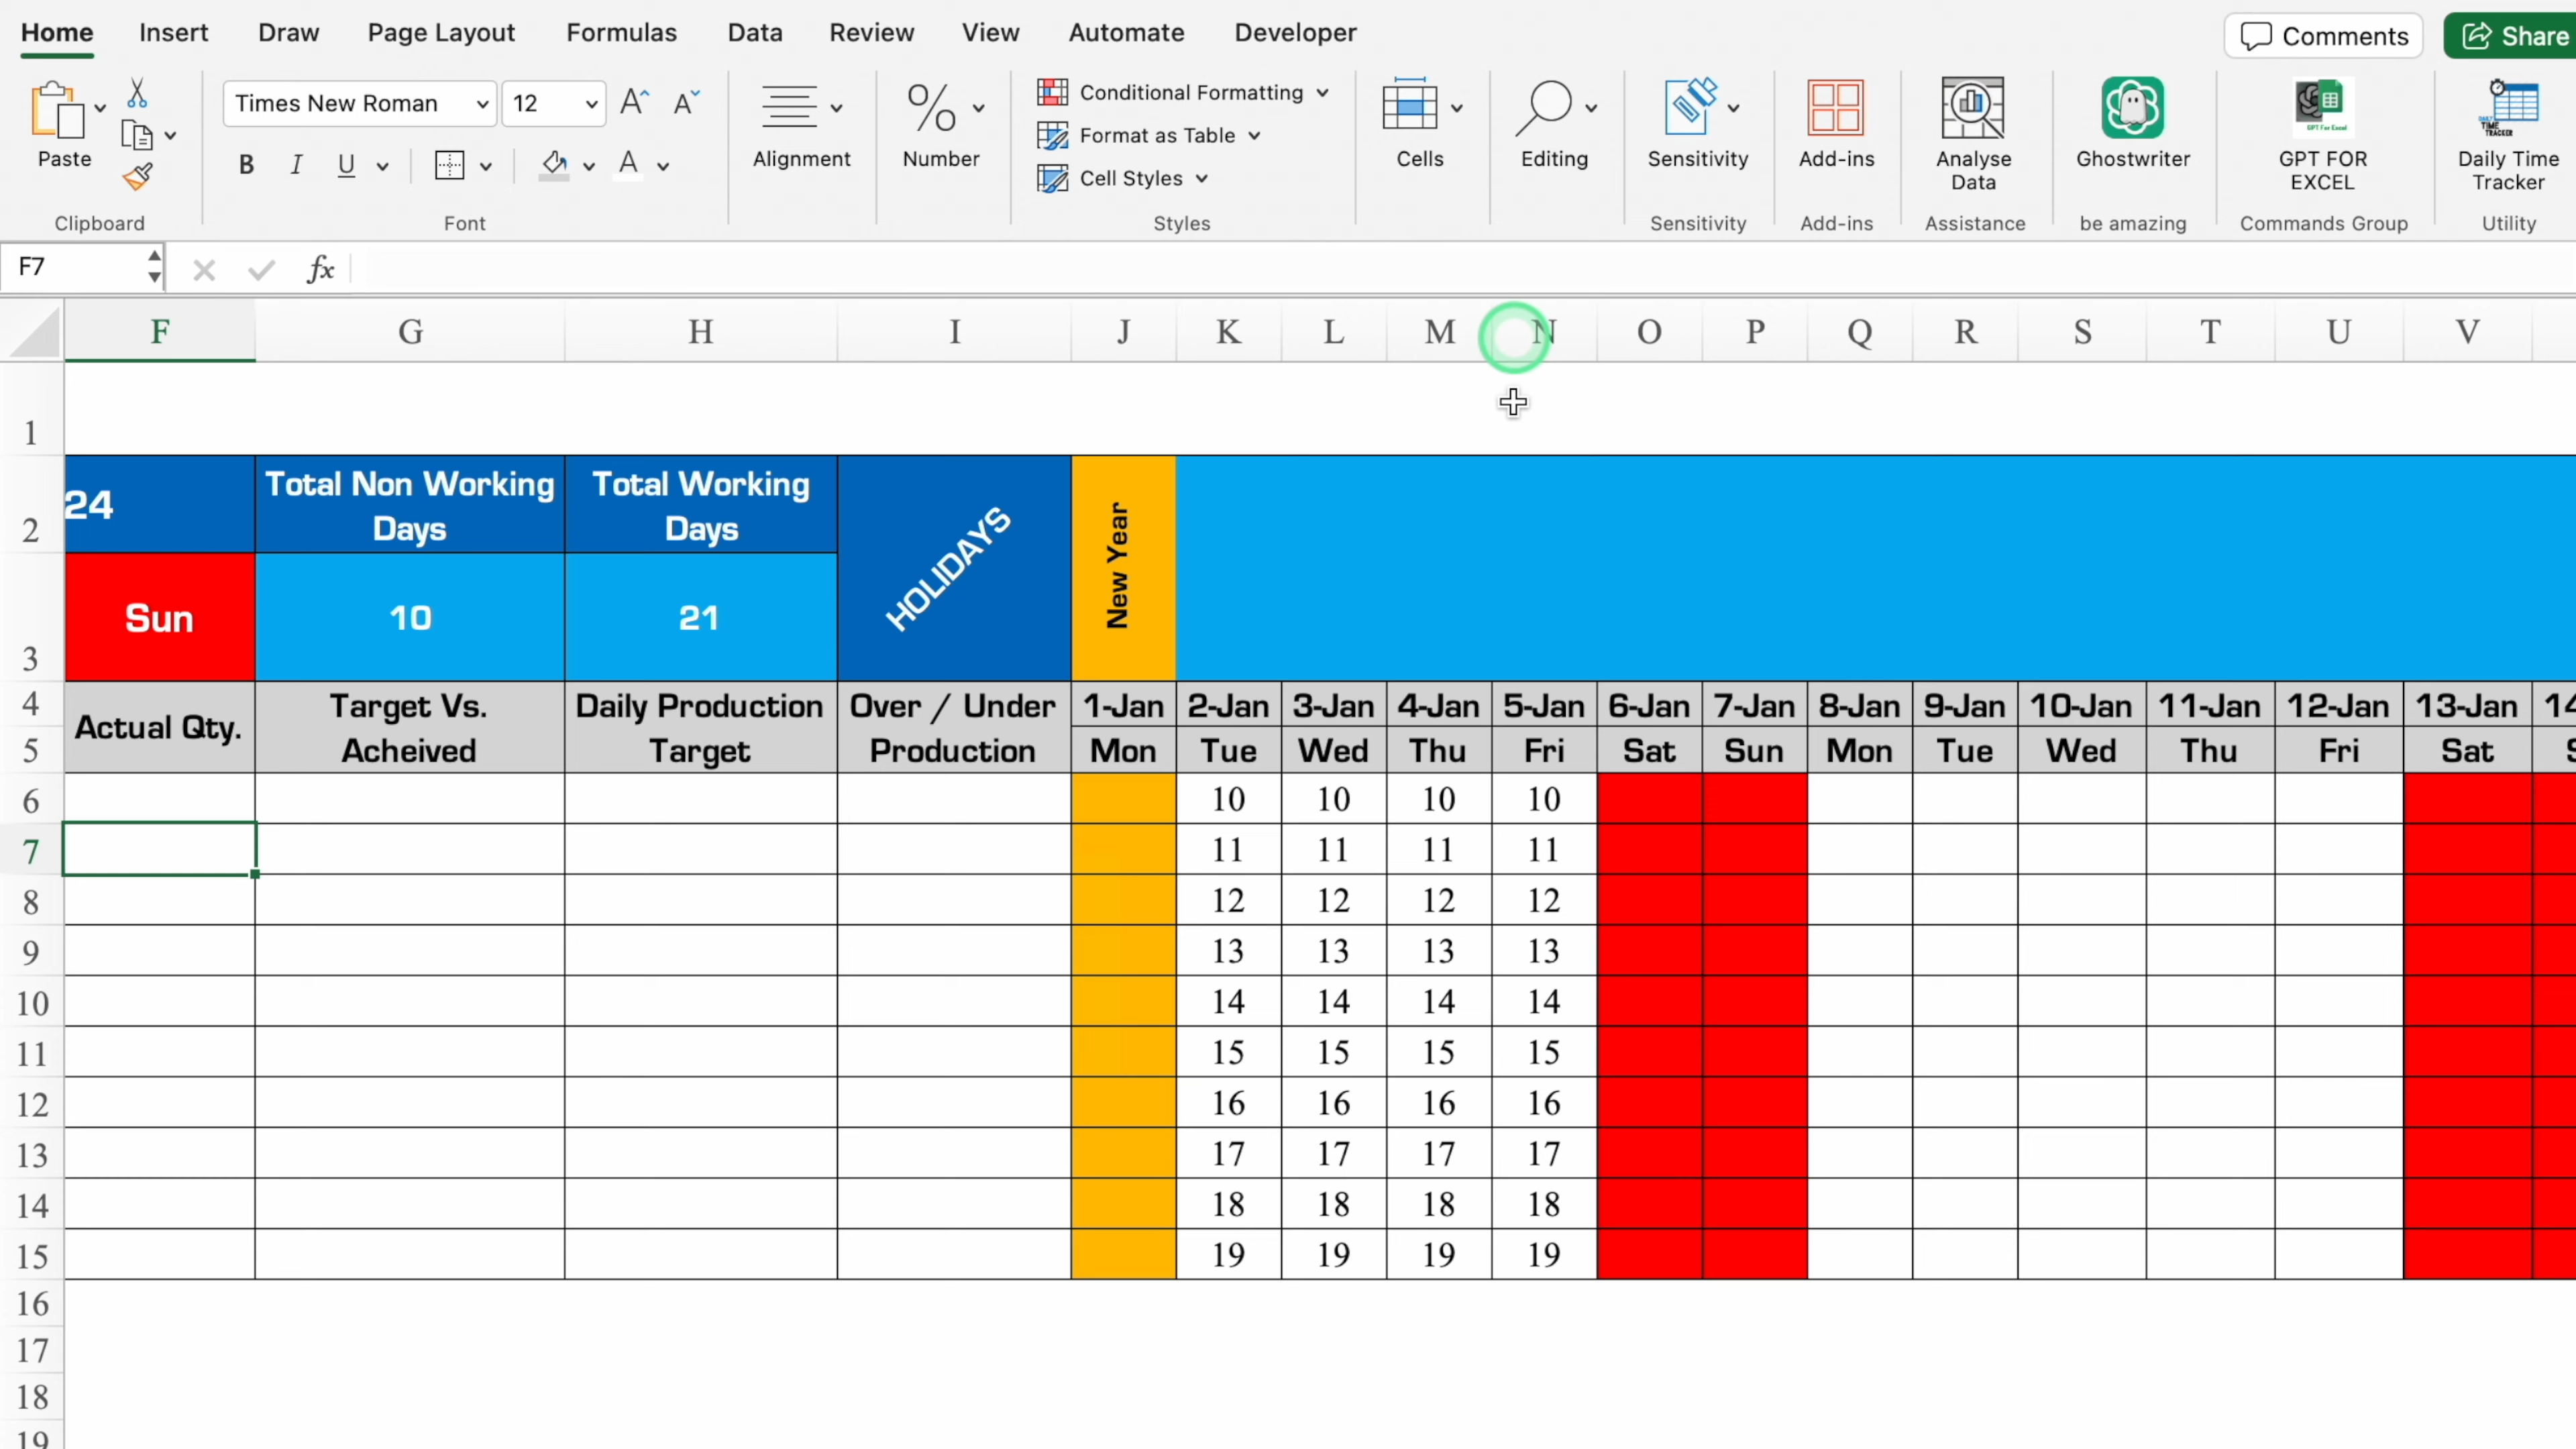 Home Insert Draw Page Layout Formulas Data Review View Automate Developer Comments Share
Times New Roman 12 Conditional Formatting
Format as Table
Paste B I U A Alignment Number Cell Styles Cells Editing Sensitivity Add-ins Analyse Data Ghostwriter GPT FOR EXCEL Daily Time Tracker
Clipboard Font Styles Sensitivity Add-ins Assistance be amazing Commands Group Utility
F7 fx
F G H I J K L M N O P Q R S T U V
1
2 24 Total Non Working Days Total Working Days HOLIDAYS New Year
3 Sun 10 21
4 Actual Qty. Target Vs. Acheived Daily Production Target Over / Under Production 1-Jan 2-Jan 3-Jan 4-Jan 5-Jan 6-Jan 7-Jan 8-Jan 9-Jan 10-Jan 11-Jan 12-Jan 13-Jan
5 Mon Tue Wed Thu Fri Sat Sun Mon Tue Wed Thu Fri Sat
6 10 10 10 10
7 11 11 11 11
8 12 12 12 12
9 13 13 13 13
10 14 14 14 14
11 15 15 15 15
12 16 16 16 16
13 17 17 17 17
14 18 18 18 18
15 19 19 19 19
16
17
18
19